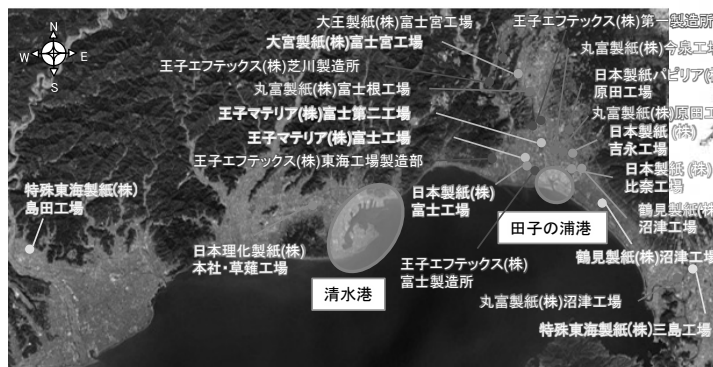 大王製紙(株)富士宮工場
大宮製紙(株)富士宮工場
王子エフテックス(株)芝川製造所
丸富製紙(株)富士根工場
王子マテリア(株)富士第二工場
王子マテリア(株)富士工場
王子エフテックス(株)東海工場製造部
王子エフテックス(株)第一製造所
丸富製紙(株)今泉工場
日本製紙パピリア(株
原田工場
丸富製紙(株)原田工
日本製紙 (株)
吉永工場
日本製紙 (株)
比奈工場
鶴見製紙(株
沼津工場
鶴見製紙(株)沼津工場
特殊東海製紙(株)
島田工場
日本製紙(株)
富士工場
田子の浦港
日本理化製紙(株)
本社・草薙工場
清水港
王子エフテックス(株)
富士製造所
丸富製紙(株)沼津工場
特殊東海製紙(株)三島工場
N
W
E
S